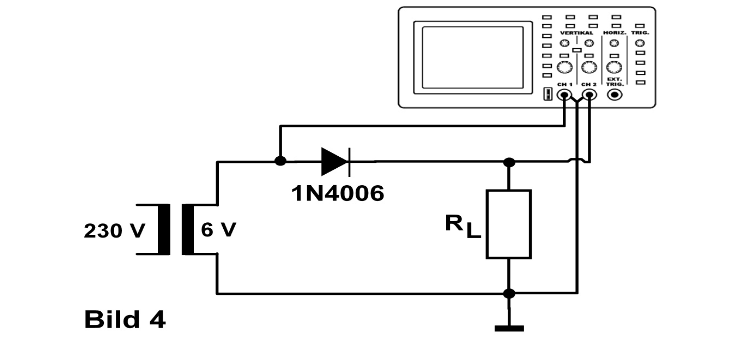 VERTIKAL HORIZ. TRIG.
CH 1 CH 2 EXT. TRIG.
1N4006
230 V 6 V
RL
Bild 4